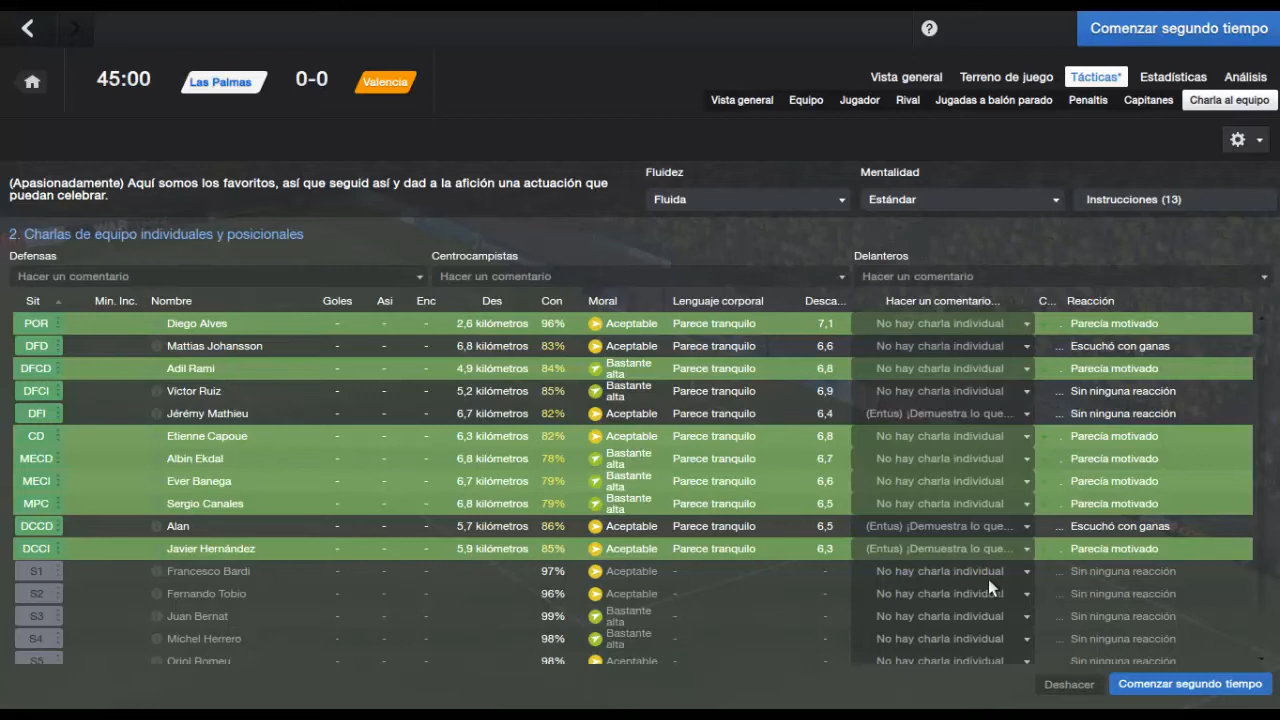 Comenzar segundo tiempo
45:00 Las Palmas 0-0 Valencia
Vista general Terreno de juego Tácticas* Estadísticas Análisis
Vista general Equipo Jugador Rival Jugadas a balón parado Penaltis Capitanes Charla al equipo
(Apasionadamente) Aquí somos los favoritos, así que seguid así y dad a la afición una actuación que
puedan celebrar.
Fluidez Mentalidad
Fluida Estándar Instrucciones (13)
2. Charlas de equipo individuales y posicionales
Defensas Centrocampistas Delanteros
Hacer un comentario Hacer un comentario Hacer un comentario
Sit Min. Inc. Nombre Goles Asi Enc Des Con Moral Lenguaje corporal Desca... Hacer un comentario... C... Reacción
POR Diego Alves - - - 2,6 kilómetros 96% Aceptable Parece tranquilo 7,1 No hay charla individual . Parecía motivado
DFD Mattias Johansson - - - 6,8 kilómetros 83% Aceptable Parece tranquilo 6,6 No hay charla individual ... Escuchó con ganas
DFCD Adil Rami - - - 4,9 kilómetros 84% Bastante alta Parece tranquilo 6,8 No hay charla individual . Parecía motivado
DFCI Víctor Ruiz - - - 5,2 kilómetros 85% Bastante alta Parece tranquilo 6,9 No hay charla individual ... Sin ninguna reacción
DFI Jérémy Mathieu - - - 6,7 kilómetros 82% Aceptable Parece tranquilo 6,4 (Entus) ¡Demuestra lo que... ... Sin ninguna reacción
CD Etienne Capoue - - - 6,3 kilómetros 82% Aceptable Parece tranquilo 6,8 No hay charla individual . Parecía motivado
MECD Albin Ekdal - - - 6,8 kilómetros 78% Bastante alta Parece tranquilo 6,7 No hay charla individual . Parecía motivado
MECI Ever Banega - - - 6,7 kilómetros 79% Bastante alta Parece tranquilo 6,6 No hay charla individual . Parecía motivado
MPC Sergio Canales - - - 6,8 kilómetros 79% Bastante alta Parece tranquilo 6,5 No hay charla individual . Parecía motivado
DCCD Alan - - - 5,7 kilómetros 86% Aceptable Parece tranquilo 6,5 (Entus) ¡Demuestra lo que... ... Escuchó con ganas
DCCI Javier Hernández - - - 5,9 kilómetros 85% Aceptable Parece tranquilo 6,3 (Entus) ¡Demuestra lo que... . Parecía motivado
S1 Francesco Bardi 97% Aceptable - - No hay charla individual ... Sin ninguna reacción
S2 Fernando Tobio 96% Aceptable - - No hay charla individual ... Sin ninguna reacción
S3 Juan Bernat 99% Bastante alta - - No hay charla individual ... Sin ninguna reacción
S4 Míchel Herrero 98% Bastante alta - - No hay charla individual ... Sin ninguna reacción
S5 Oriol Romeu 98% Aceptable - - No hay charla individual ... Sin ninguna reacción
Deshacer Comenzar segundo tiempo